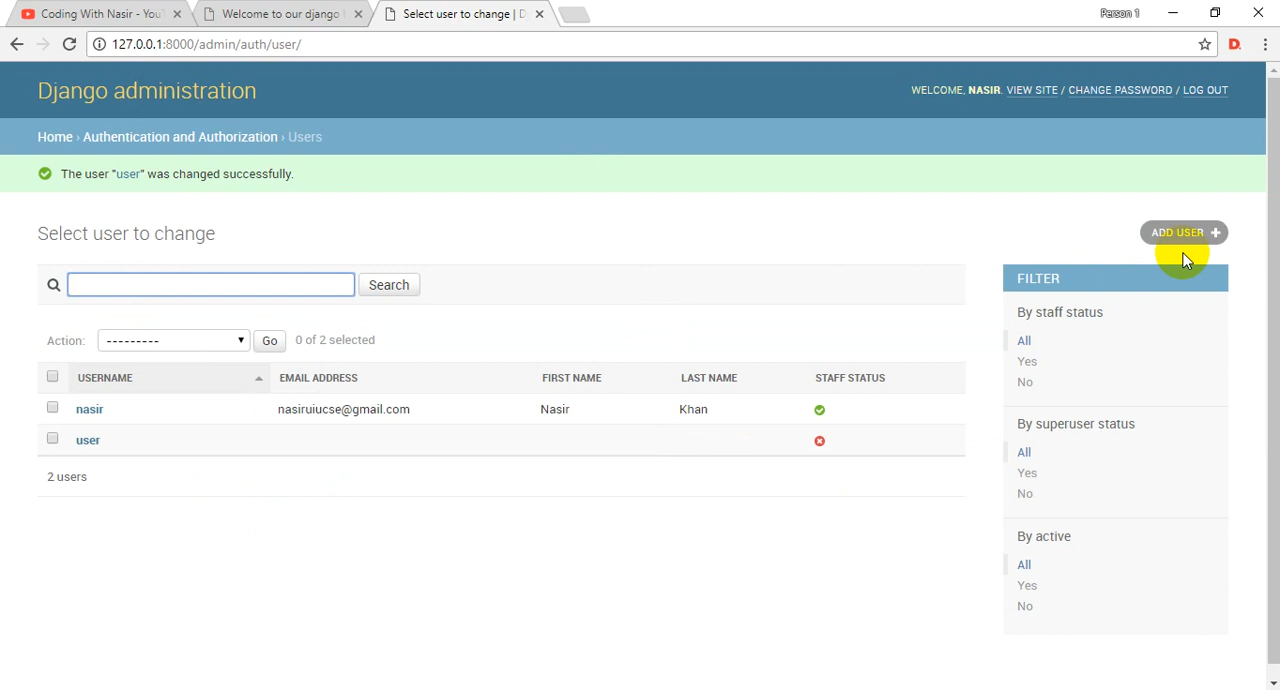 Coding With Nasir - You
Welcome to our django
Select user to change | D
Person 1
127.0.0.1:8000/admin/auth/user/
D.
Django administration
WELCOME, NASIR. VIEW SITE / CHANGE PASSWORD / LOG OUT
Home › Authentication and Authorization › Users
The user "user" was changed successfully.
Select user to change
ADD USER +
Search
Action: --------- Go 0 of 2 selected
USERNAME EMAIL ADDRESS FIRST NAME LAST NAME STAFF STATUS
nasir nasiruiucse@gmail.com Nasir Khan
user
2 users
FILTER
By staff status
All
Yes
No
By superuser status
All
Yes
No
By active
All
Yes
No